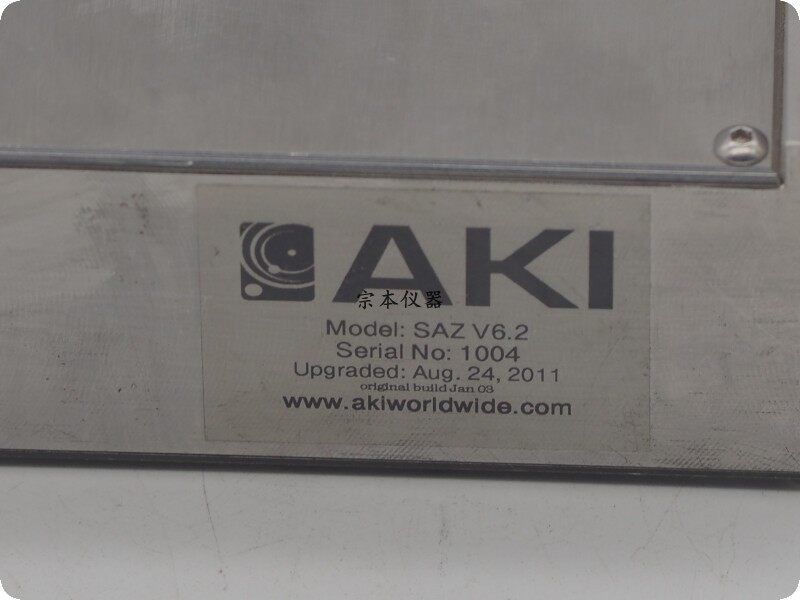 AKI
宗本仪器
Model: SAZ V6.2
Serial No: 1004
Upgraded: Aug. 24, 2011
original build Jan 03
www.akiworldwide.com